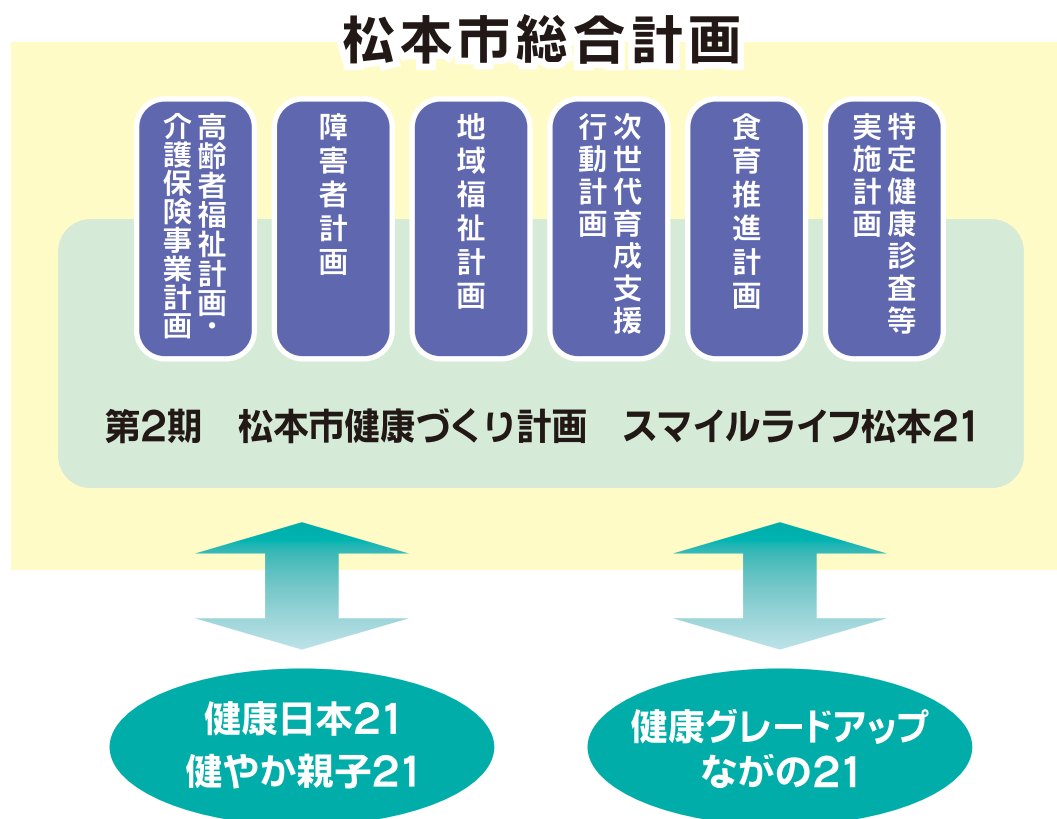 松本市総合計画
高齢者福祉計画・
介護保険事業計画
障害者計画
地域福祉計画
次世代育成支援
行動計画
食育推進計画
特定健康診査等
実施計画
第2期　松本市健康づくり計画　スマイルライフ松本21
健康日本21
健やか親子21
健康グレードアップ
ながの21